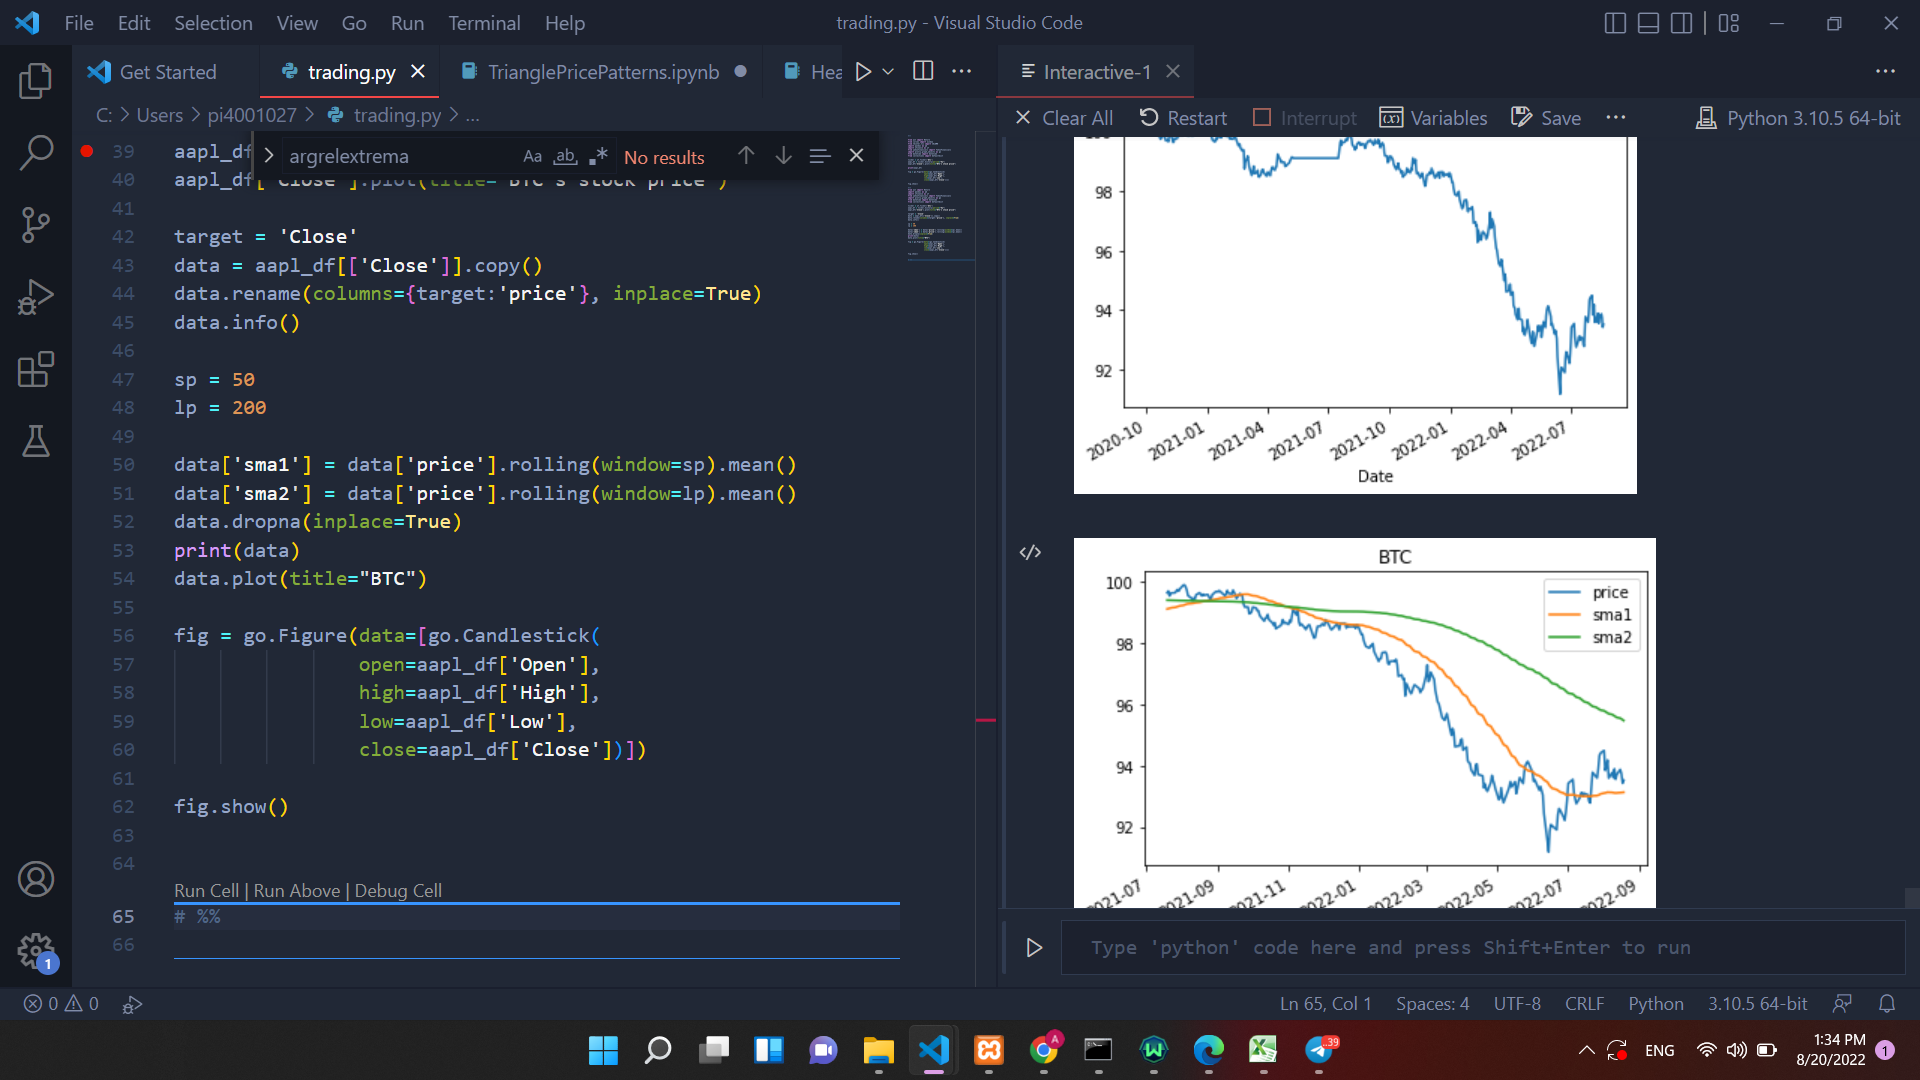 File Edit Selection View Go Run Terminal Help
trading.py - Visual Studio Code
Get Started
trading.py
TrianglePricePatterns.ipynb
Hea
Interactive-1
C: > Users > pi4001027 > trading.py > ...
Clear All
Restart
Interrupt
Variables
Save
Python 3.10.5 64-bit
argrelextrema
Aa
ab
No results
39 aapl_df
40 aapl_df['Close'].plot(title="BTC's stock price")
41
42 target = 'Close'
43 data = aapl_df[['Close']].copy()
44 data.rename(columns={target:'price'}, inplace=True)
45 data.info()
46
47 sp = 50
48 lp = 200
49
50 data['sma1'] = data['price'].rolling(window=sp).mean()
51 data['sma2'] = data['price'].rolling(window=lp).mean()
52 data.dropna(inplace=True)
53 print(data)
54 data.plot(title="BTC")
55
56 fig = go.Figure(data=[go.Candlestick(
57 open=aapl_df['Open'],
58 high=aapl_df['High'],
59 low=aapl_df['Low'],
60 close=aapl_df['Close'])])
61
62 fig.show()
63
64
Run Cell | Run Above | Debug Cell
65 # %%
66
98
96
94
92
2020-10
2021-01
2021-04
2021-07
2021-10
2022-01
2022-04
2022-07
Date
BTC
100
98
96
94
92
price
sma1
sma2
2021-07
2021-09
2021-11
2022-01
2022-03
2022-05
2022-07
2022-09
Type 'python' code here and press Shift+Enter to run
1
0
0
Ln 65, Col 1
Spaces: 4
UTF-8
CRLF
Python
3.10.5 64-bit
A
39
ENG
1:34 PM
8/20/2022
1